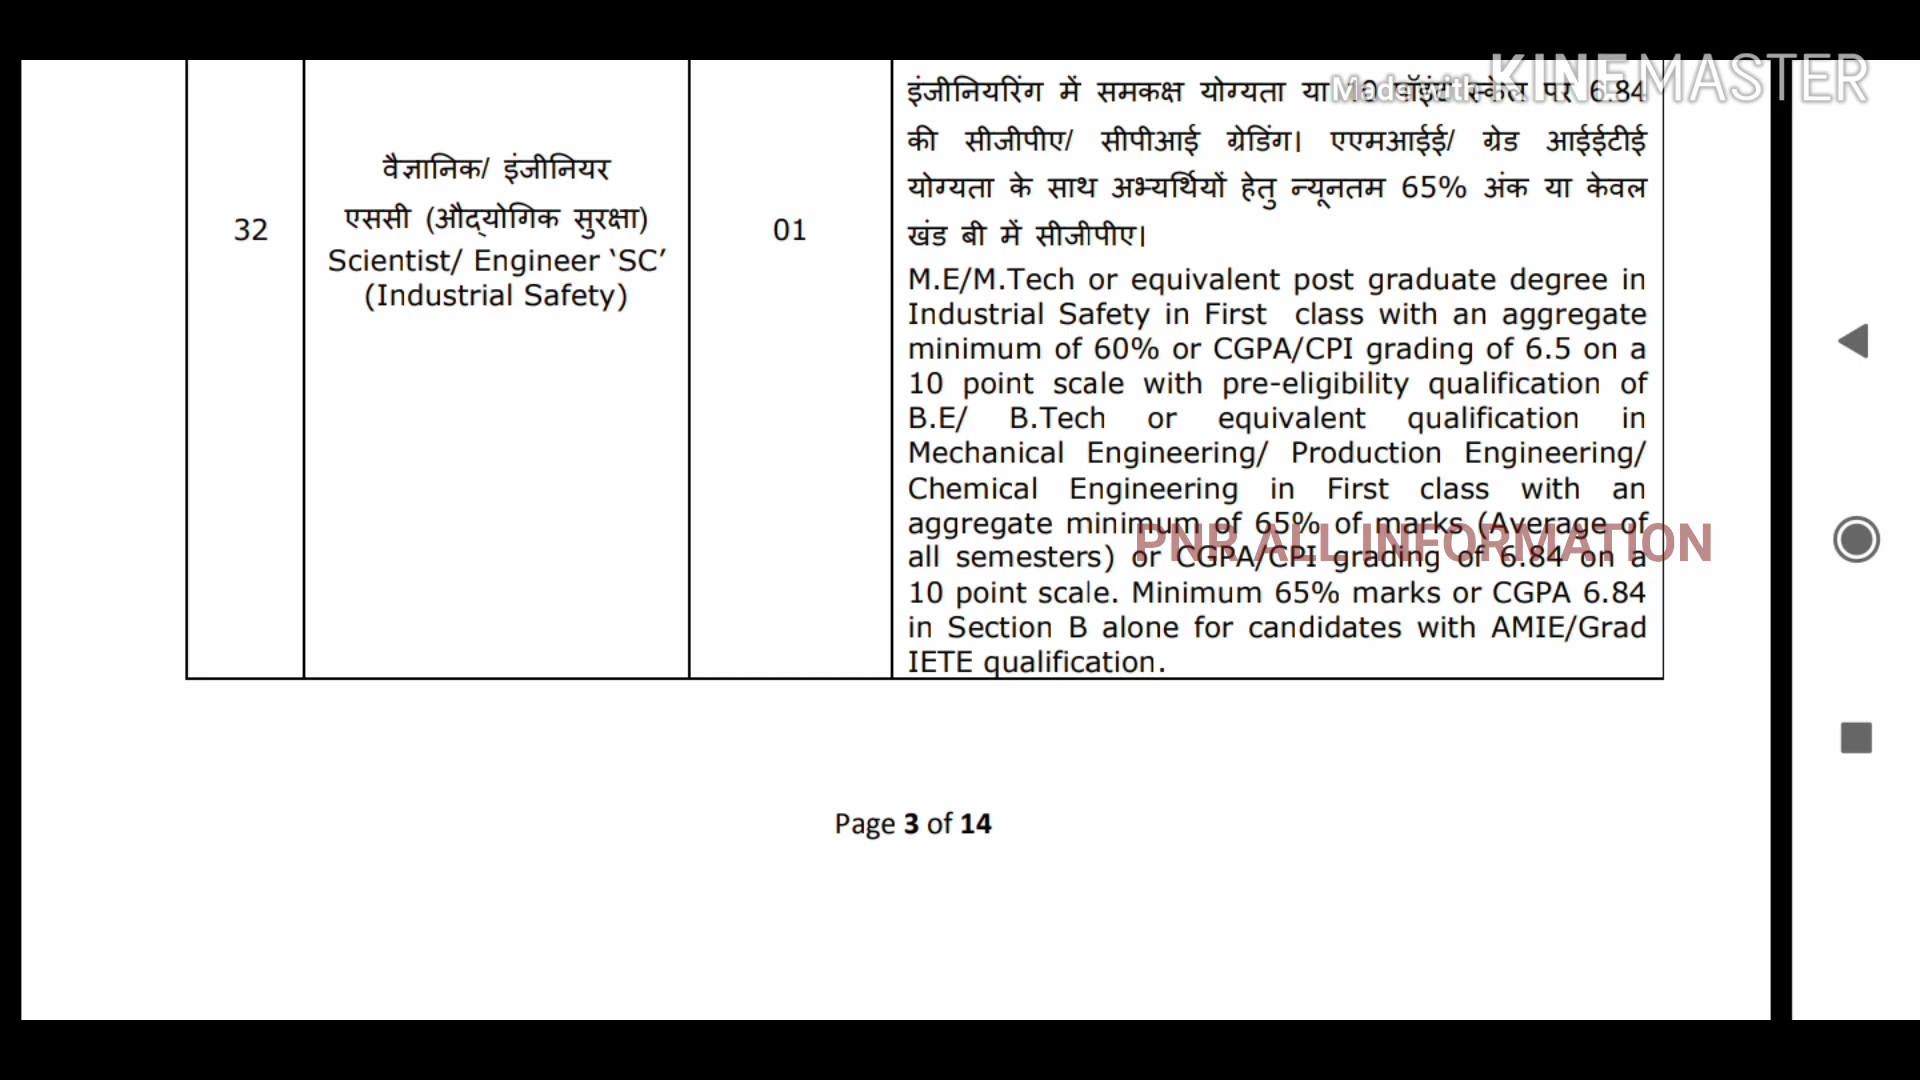 Made with KINEMASTER
32
वैज्ञानिक/ इंजीनियर
एससी (औद्योगिक सुरक्षा)
Scientist/ Engineer ‘SC’
(Industrial Safety)
01
इंजीनियरिंग में समकक्ष योग्यता या 10 पॉइंट स्केल पर 6.84
की सीजीपीए/ सीपीआई ग्रेडिंग। एएमआईई/ ग्रेड आईईटीई
योग्यता के साथ अभ्यर्थियों हेतु न्यूनतम 65% अंक या केवल
खंड बी में सीजीपीए।
M.E/M.Tech or equivalent post graduate degree in
Industrial Safety in First class with an aggregate
minimum of 60% or CGPA/CPI grading of 6.5 on a
10 point scale with pre-eligibility qualification of
B.E/ B.Tech or equivalent qualification in
Mechanical Engineering/ Production Engineering/
Chemical Engineering in First class with an
aggregate minimum of 65% of marks (Average of
all semesters) or CGPA/CPI grading of 6.84 on a
10 point scale. Minimum 65% marks or CGPA 6.84
in Section B alone for candidates with AMIE/Grad
IETE qualification.
PNR ALL INFORMATION
Page 3 of 14